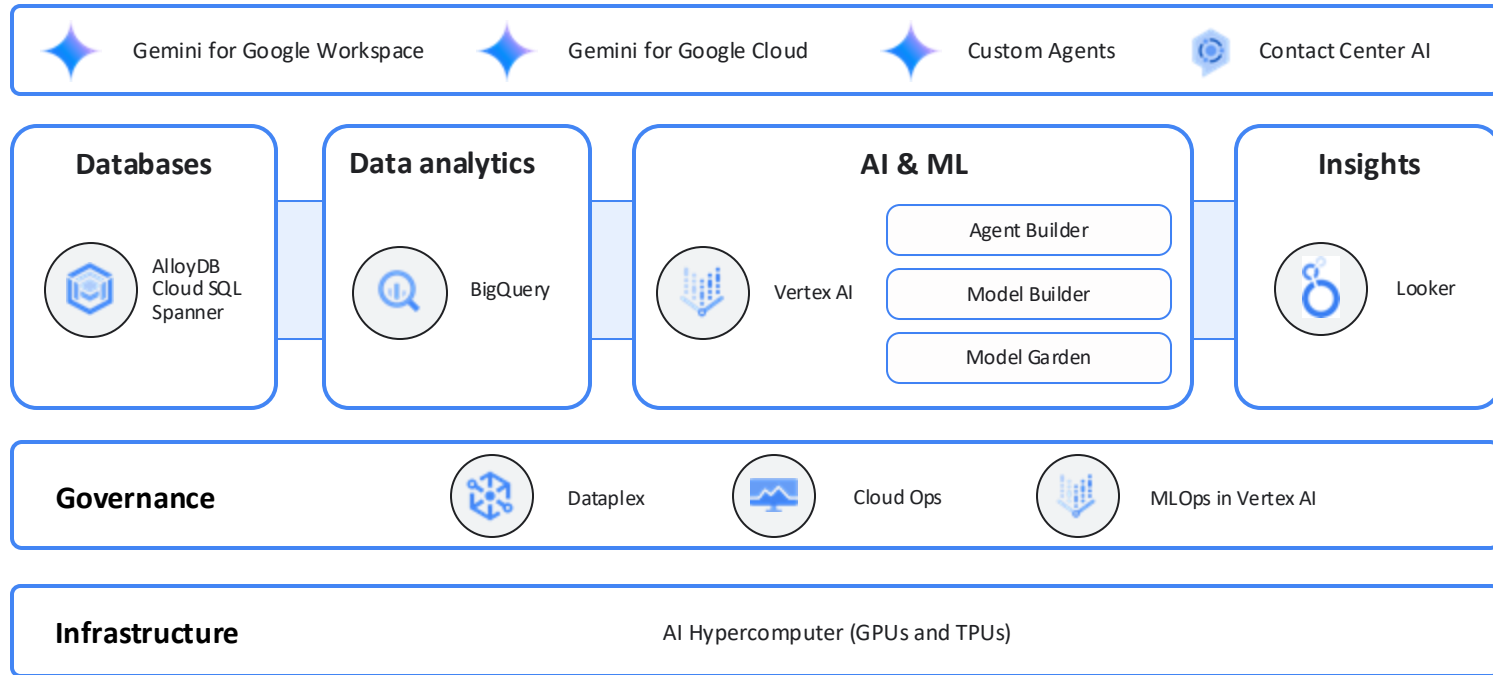 Gemini for Google Workspace
Gemini for Google Cloud
Custom Agents
Contact Center AI
Databases
AlloyDB
Cloud SQL
Spanner
Data analytics
BigQuery
AI & ML
Vertex AI
Agent Builder
Model Builder
Model Garden
Insights
Looker
Governance
Dataplex
Cloud Ops
MLOps in Vertex AI
Infrastructure
AI Hypercomputer (GPUs and TPUs)